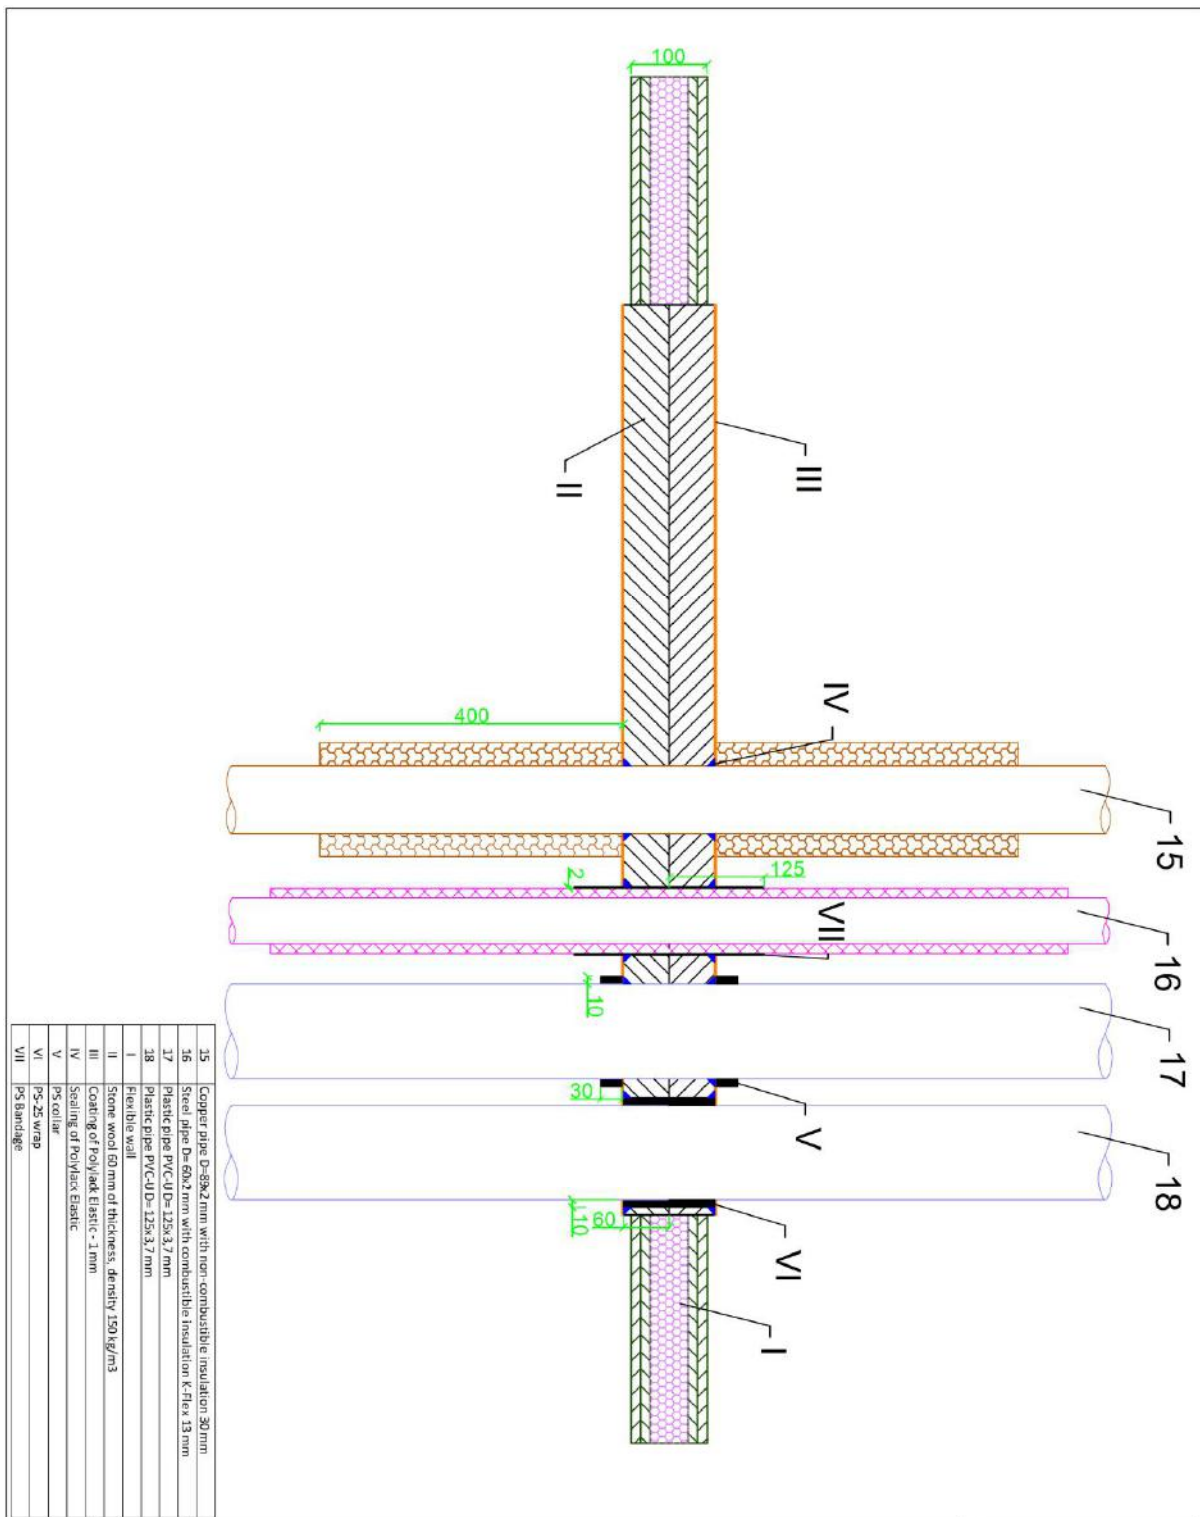 100
III
II
IV
400
15
2
125
VII
16
10
17
30
V
18
10
60
VI
I
15 Copper pipe D=89x2 mm with non-combustible insulation 30 mm
16 Steel pipe D= 60x2 mm with combustible insulation K-Flex 13 mm
17 Plastic pipe PVC-U D= 125x3,7 mm
18 Plastic pipe PVC-U D= 125x3,7 mm
I Flexible wall
II Stone wool 60 mm of thickness, density 150 kg/m3
III Coating of Polylack Elastic - 1 mm
IV Sealing of Polylack Elastic
V PS collar
VI PS-25 wrap
VII PS Bandage